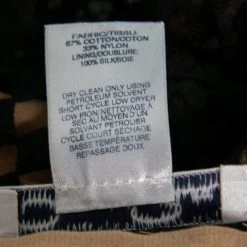 FABRIC/TISSU:
67% COTTON/COTON
33% NYLON
LINING/DOUBLURE:
100% SILK/SOIE
DRY CLEAN ONLY USING
PETROLEUM SOLVENT
SHORT CYCLE LOW DRYER
LOW IRON/NETTOYAGE À
SEC AU MOYEN D'UN
SOLVANT PETROLIER
CYCLE COURT SÉCHAGE
BASSE TEMPÉRATURE
REPASSAGE DOUX